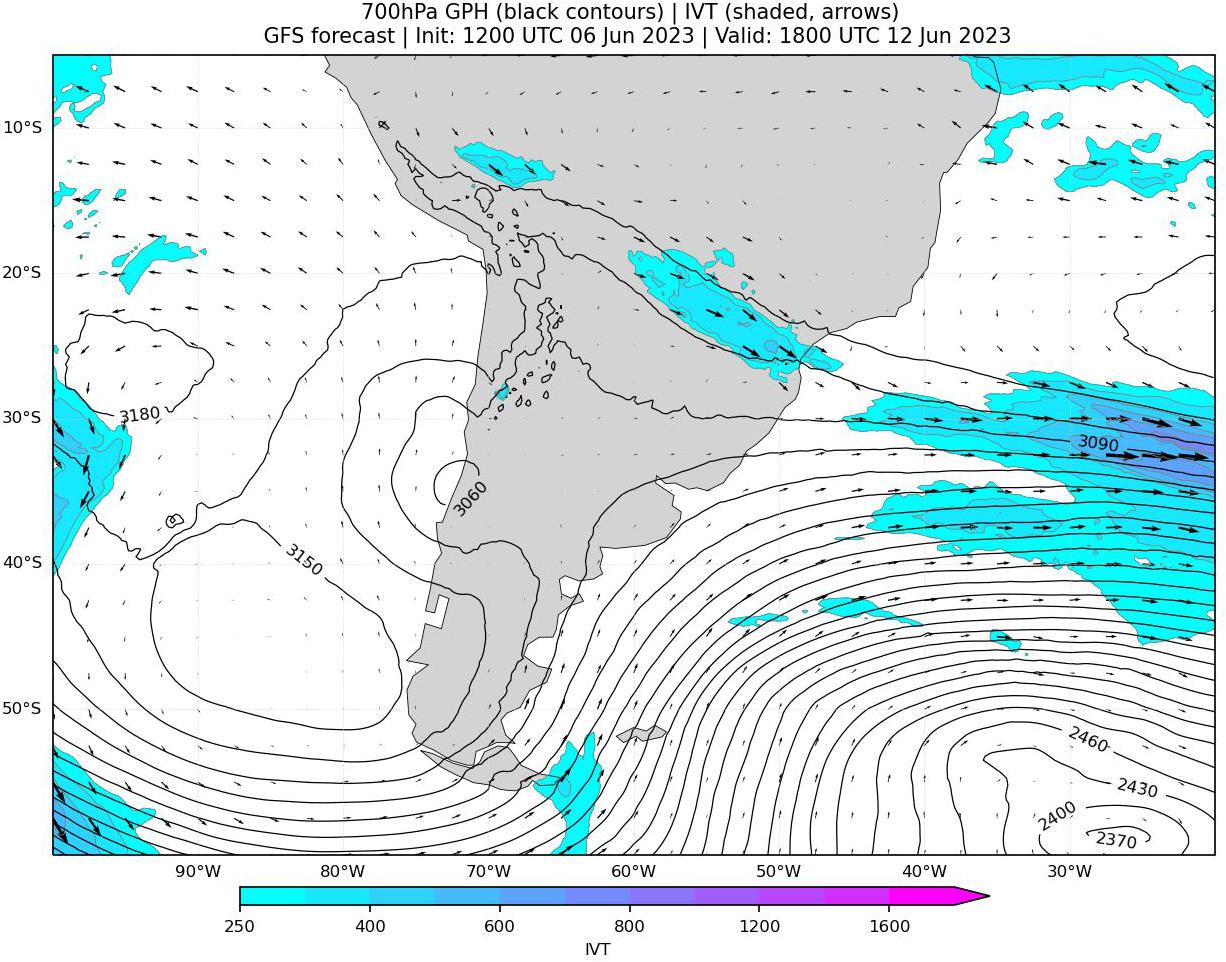 700hPa GPH (black contours) | IVT (shaded, arrows)
GFS forecast | Init: 1200 UTC 06 Jun 2023 | Valid: 1800 UTC 12 Jun 2023
10°S
20°S
3180
30°S
3090
3060
3150
40°S
50°S
2460
2430
2400
2370
90°W 80°W 70°W 60°W 50°W 40°W 30°W
250 400 600 800 1200 1600
IVT